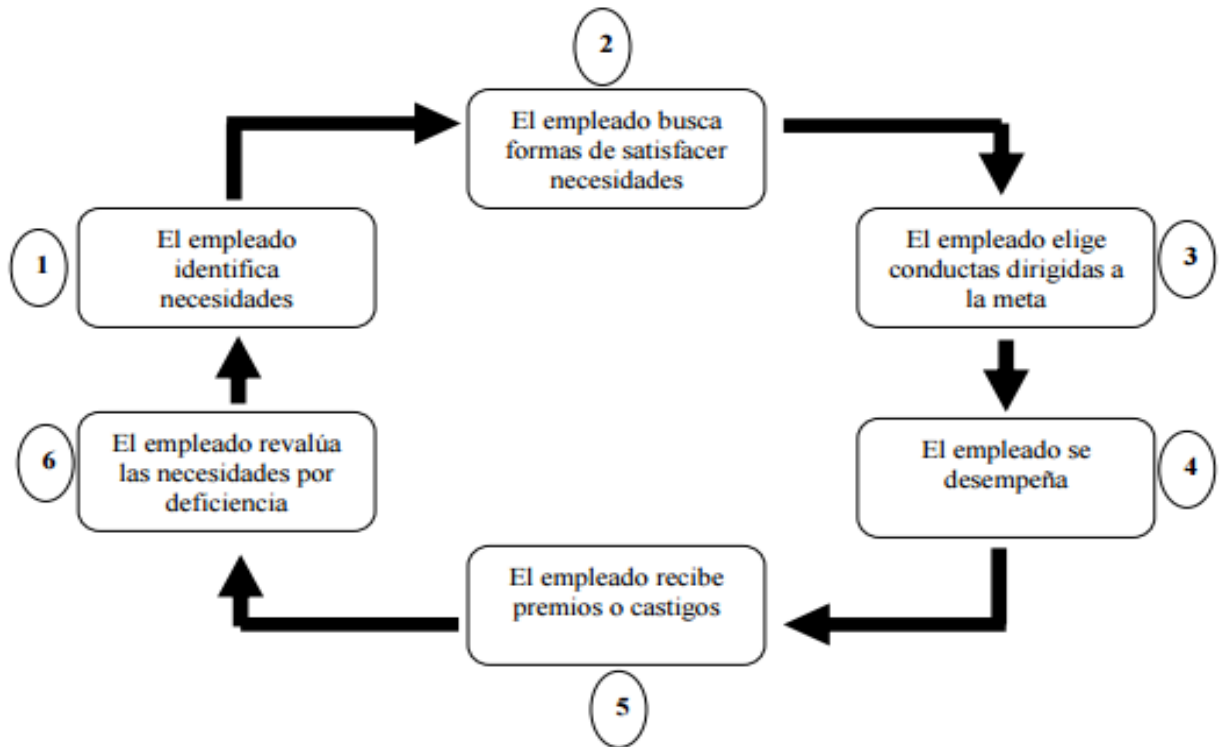 1
El empleado
identifica
necesidades
2
El empleado busca
formas de satisfacer
necesidades
3
El empleado elige
conductas dirigidas a
la meta
4
El empleado se
desempeña
5
El empleado recibe
premios o castigos
6
El empleado revalúa
las necesidades por
deficiencia